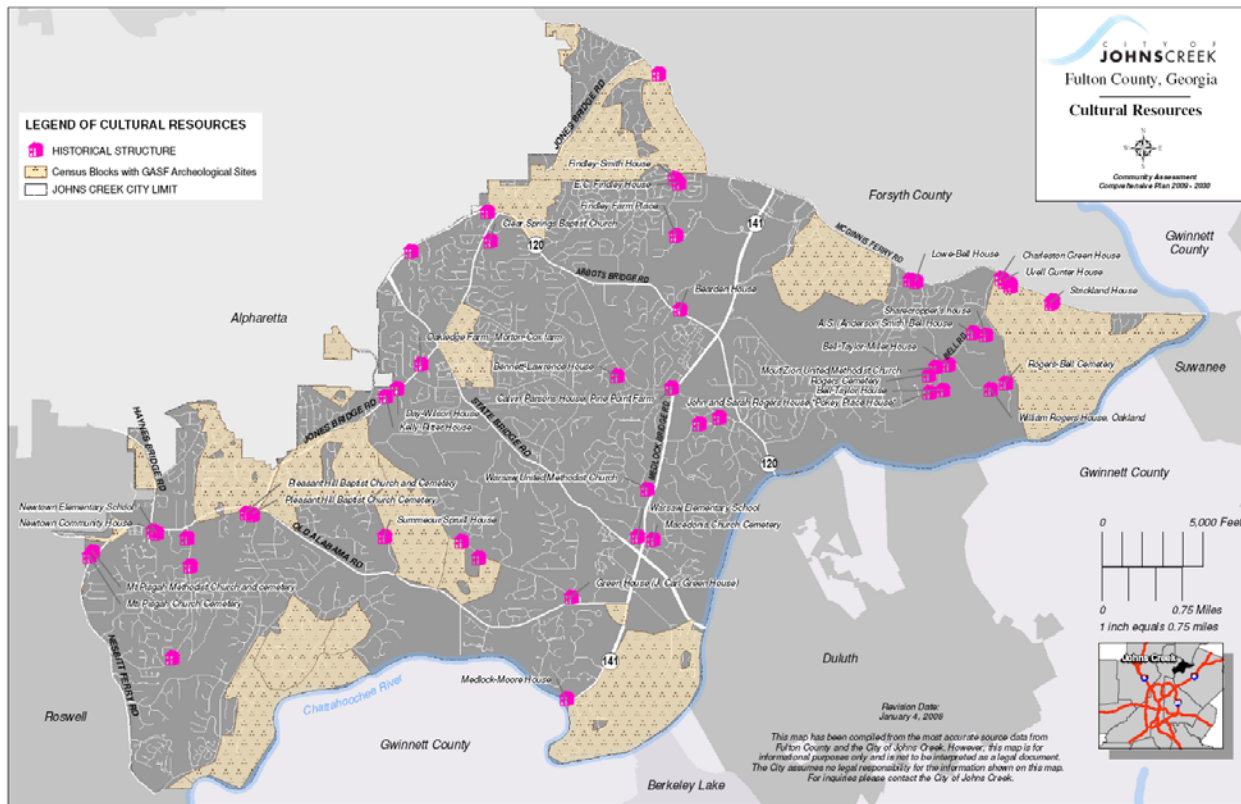 CITY OF
JOHNSCREEK
Fulton County, Georgia
Cultural Resources
N
W
E
S
Community Assessment
Comprehensive Plan 2009 - 2030
LEGEND OF CULTURAL RESOURCES
HISTORICAL STRUCTURE
Census Blocks with GASF Archeological Sites
JOHNS CREEK CITY LIMIT
JONES BRIDGE RD
Findley-Smith House
E.C. Findley House
Findley Farm Place
Forsyth County
Clear Springs Baptist Church
120
141
MCGINNIS FERRY RD
Gwinnett
County
Lowe-Bell House
Charleston Green House
Uvell Gunter House
Strickland House
ABBOTS BRIDGE RD
Bearden House
Alpharetta
Sharecropper's house
A.S. (Anderson Smith) Bell House
Oakledge Farm, Morton-Cox farm
Bell-Taylor-Miller House
BELL RD
Suwanee
Bennett-Lawrence House
Mout Zion United Methodist Church
Rogers Cemetery
Rogers-Bell Cemetery
Bell-Taylor House
Calvin Parsons House, Pine Point Farm
John and Sarah Rogers House, "Pokey Place House"
William Rogers House, Oakland
HAYNES BRIDGE RD
JONES BRIDGE RD
Day-Wilson House
Kelly-Ritter House
STATE BRIDGE RD
MEDLOCK BRIDGE RD
120
Gwinnett County
Warsaw United Methodist Church
Pleasant Hill Baptist Church and Cemetery
Pleasant Hill Baptist Church Cemetery
Newtown Elementary School
Newtown Community House
Warsaw Elementary School
Macedonia Church Cemetery
Summeour Spruill House
OLD ALABAMA RD
Mt Pisgah Methodist Church and cemetery
Mt. Pisgah Church Cemetery
Green House (J. Carl Green House)
0
5,000 Feet
0
0.75 Miles
1 inch equals 0.75 miles
NESBITT FERRY RD
141
Medlock-Moore House
Duluth
Johns Creek
Chattahoochee River
Roswell
Gwinnett County
Berkeley Lake
Revision Date:
January 4, 2009
This map has been compiled from the most accurate source data from
Fulton County and the City of Johns Creek. However, this map is for
informational purposes only and is not to be interpreted as a legal document.
The City assumes no legal responsibility for the information shown on this map.
For inquiries please contact the City of Johns Creek.